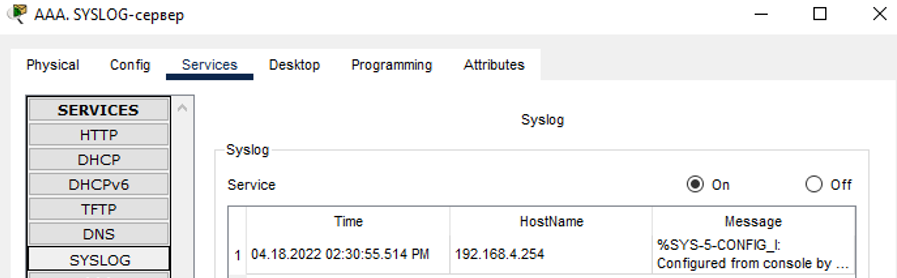 AAA. SYSLOG-сервер
Physical Config Services Desktop Programming Attributes
SERVICES
HTTP
DHCP
DHCPv6
TFTP
DNS
SYSLOG
Syslog
Syslog
Service On Off
Time HostName Message
1 04.18.2022 02:30:55.514 PM 192.168.4.254 %SYS-5-CONFIG_I:
Configured from console by ...